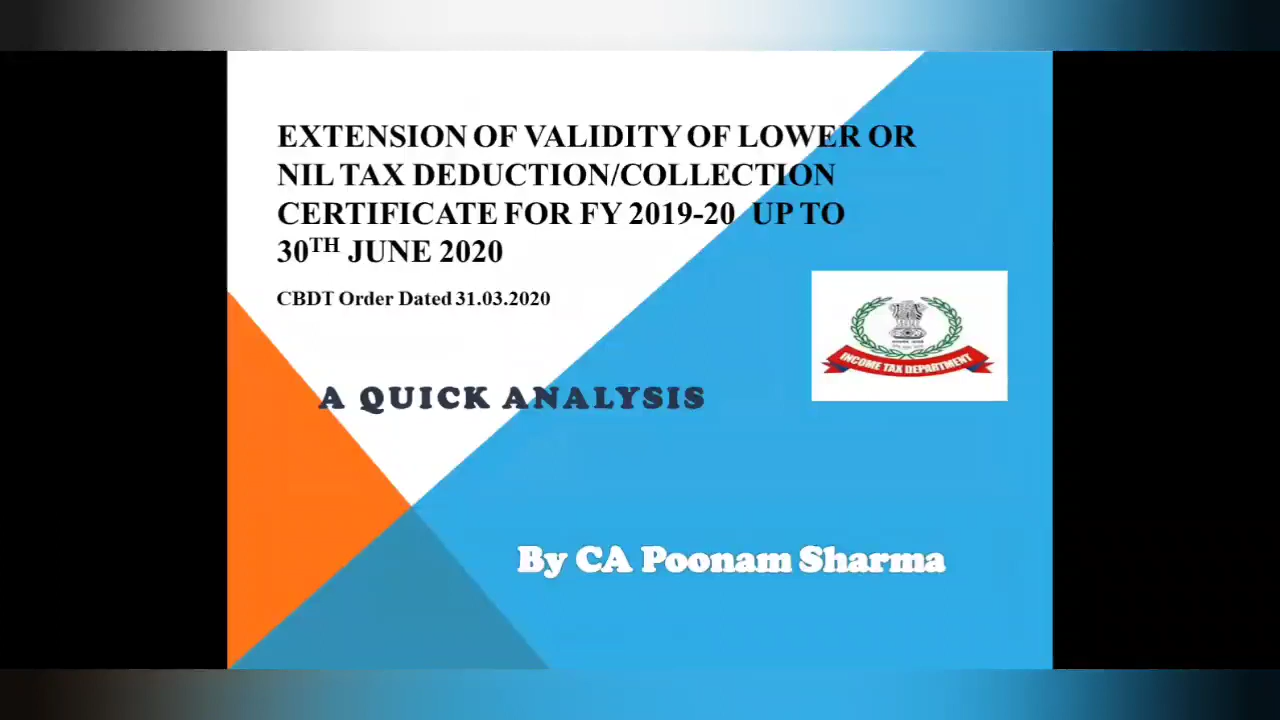 EXTENSION OF VALIDITY OF LOWER OR
NIL TAX DEDUCTION/COLLECTION
CERTIFICATE FOR FY 2019-20 UP TO
30TH JUNE 2020
CBDT Order Dated 31.03.2020
INCOME TAX DEPARTMENT
A QUICK ANALYSIS
By CA Poonam Sharma